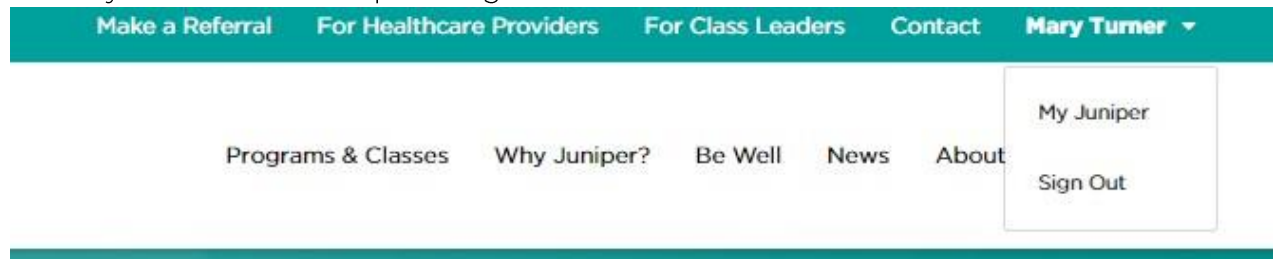 Make a Referral For Healthcare Providers For Class Leaders Contact Mary Turner
My Juniper
Programs & Classes Why Juniper? Be Well News About
Sign Out